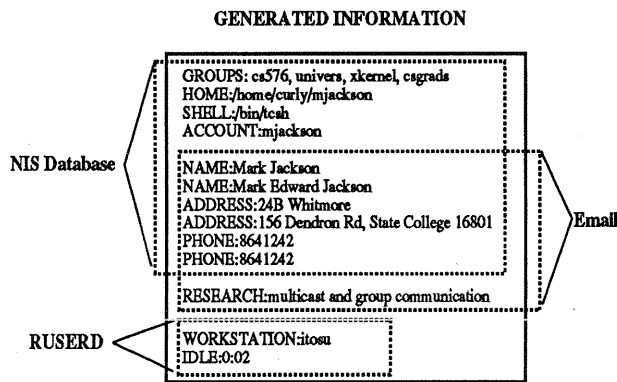 GENERATED INFORMATION
GROUPS: cs576, univers, xkernel, csgrads
HOME:/home/curly/mjackson
SHELL:/bin/tcsh
ACCOUNT:mjackson
NIS Database
NAME:Mark Jackson
NAME:Mark Edward Jackson
ADDRESS:24B Whitmore
ADDRESS:156 Dendron Rd, State College 16801
Email
PHONE:8641242
PHONE:8641242
RESEARCH:multicast and group communication
RUSERD
WORKSTATION:itosu
IDLE:0:02